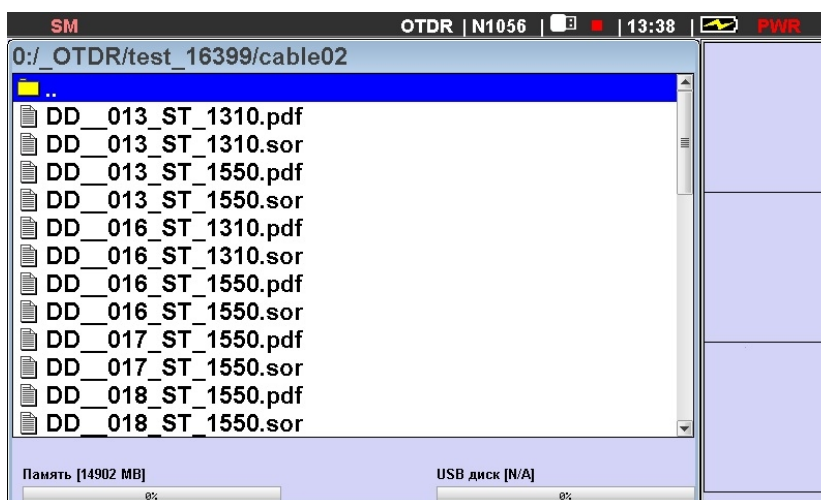 SM OTDR | N1056 | | 13:38 | PWR
0:/_OTDR/test_16399/cable02
..
DD__013_ST_1310.pdf
DD__013_ST_1310.sor
DD__013_ST_1550.pdf
DD__013_ST_1550.sor
DD__016_ST_1310.pdf
DD__016_ST_1310.sor
DD__016_ST_1550.pdf
DD__016_ST_1550.sor
DD__017_ST_1550.pdf
DD__017_ST_1550.sor
DD__018_ST_1550.pdf
DD__018_ST_1550.sor
Память [14902 MB] USB диск [N/A]
0% 0%